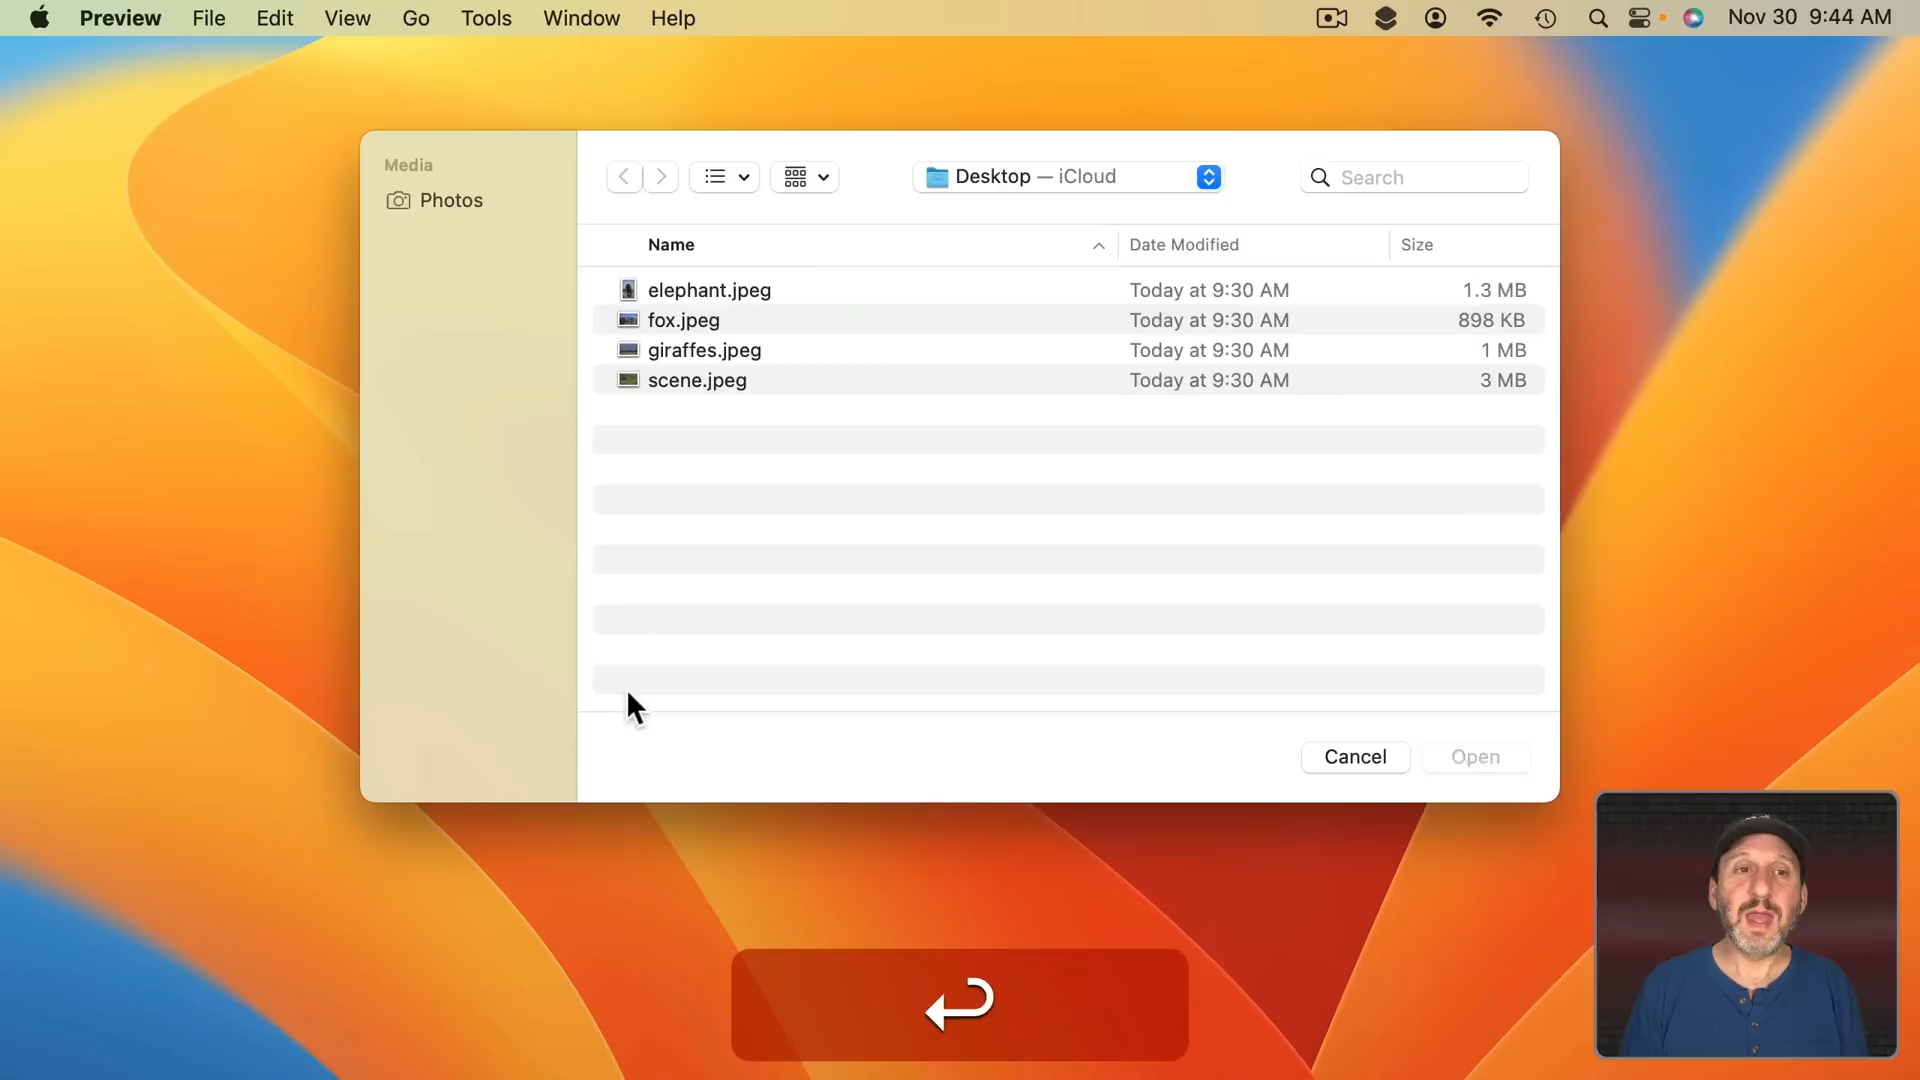 Preview File Edit View Go Tools Window Help Nov 30 9:44 AM
Media
Photos
Desktop — iCloud
Search
Name Date Modified Size
elephant.jpeg Today at 9:30 AM 1.3 MB
fox.jpeg Today at 9:30 AM 898 KB
giraffes.jpeg Today at 9:30 AM 1 MB
scene.jpeg Today at 9:30 AM 3 MB
Cancel Open